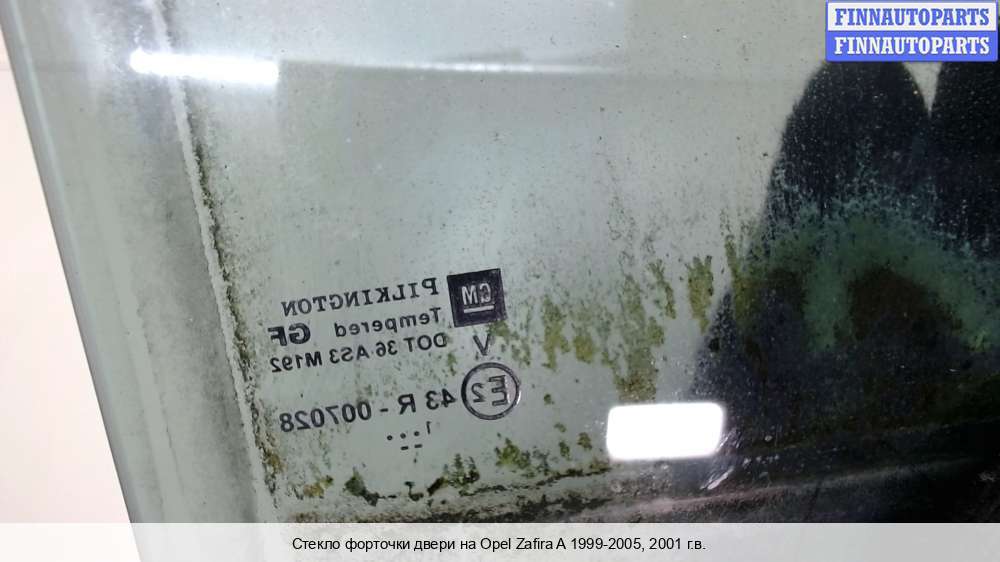 FINNAUTOPARTS
FINNAUTOPARTS
GM
PILKINGTON
Tempered GF
DOT 36 AS3 M192
V
E2 43 R - 007028
1
Стекло форточки двери на Opel Zafira A 1999-2005, 2001 г.в.